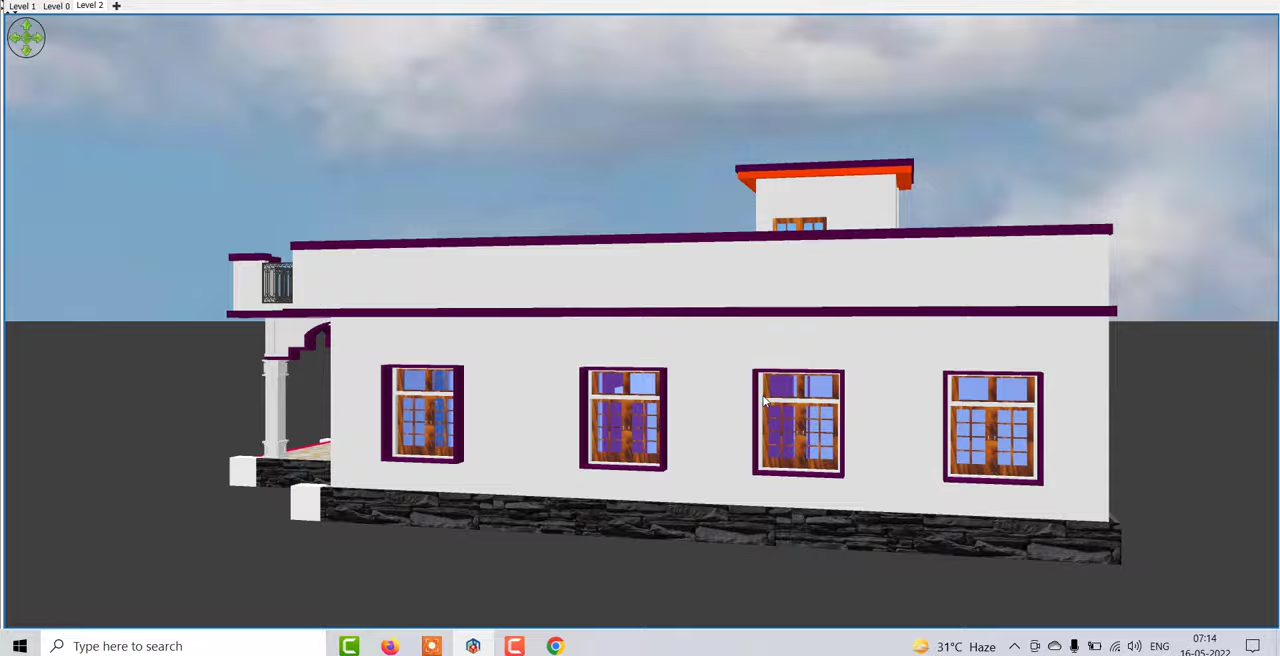 Level 1 Level 0 Level 2
Type here to search
31°C Haze
ENG
07:14
16-05-2022